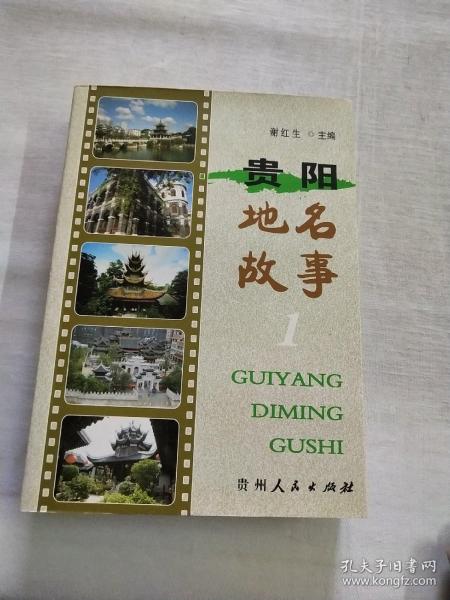 谢红生 ◎ 主编
贵阳
地名
故事
1
GUIYANG
DIMING
GUSHI
贵州人民出版社
孔夫子旧书网
www.kongfz.com